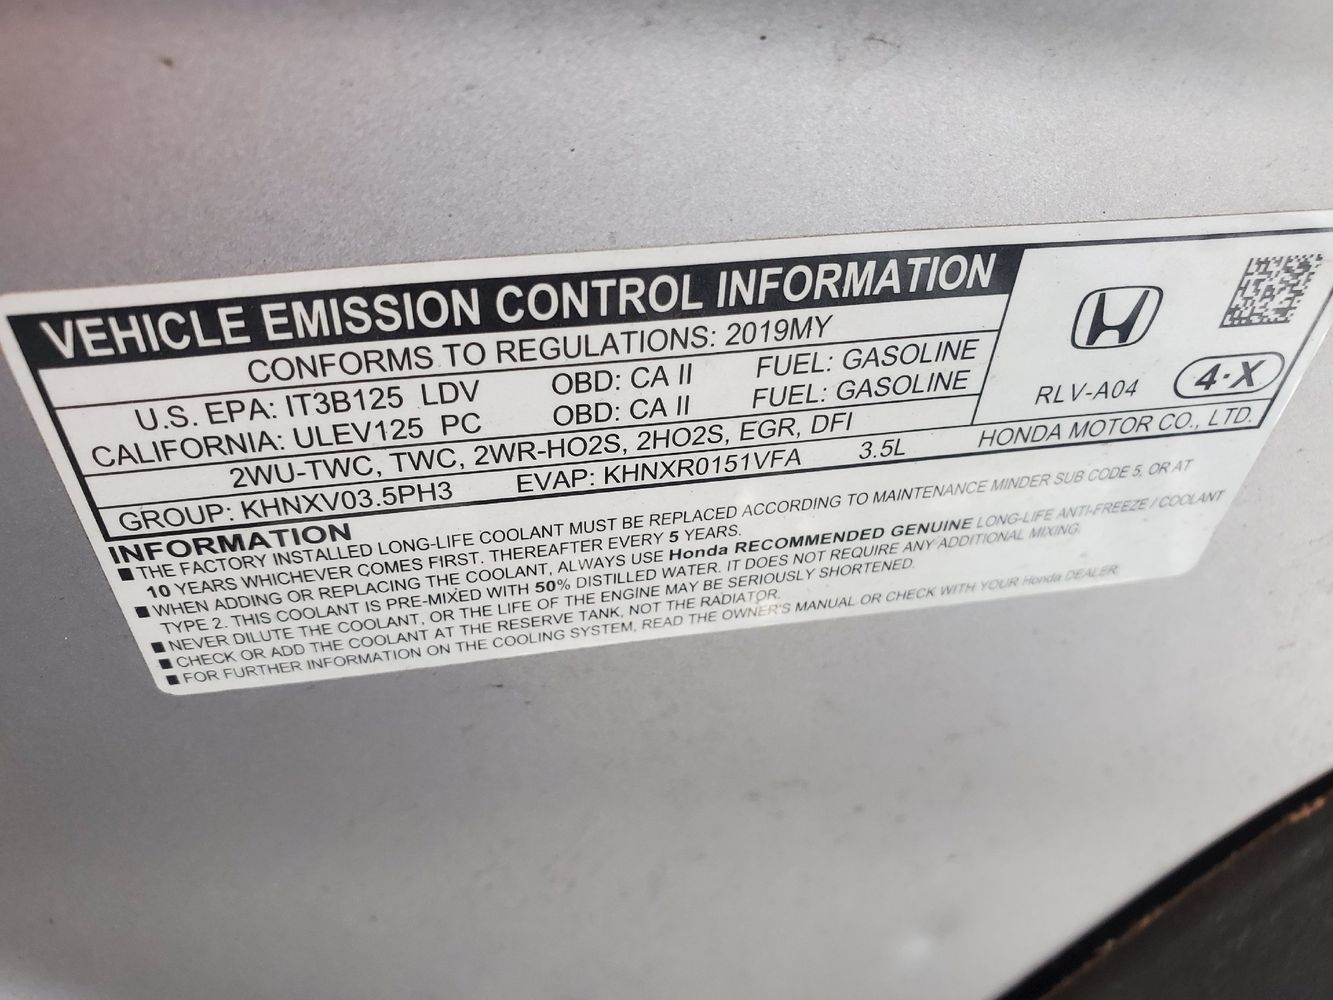 VEHICLE EMISSION CONTROL INFORMATION
CONFORMS TO REGULATIONS: 2019MY
U.S. EPA: IT3B125 LDV OBD: CA II FUEL: GASOLINE
CALIFORNIA: ULEV125 PC OBD: CA II FUEL: GASOLINE
2WU-TWC, TWC, 2WR-HO2S, 2HO2S, EGR, DFI
GROUP: KHNXV03.5PH3 EVAP: KHNXR0151VFA 3.5L
RLV-A04 4·X
HONDA MOTOR CO., LTD.
INFORMATION
■ THE FACTORY INSTALLED LONG-LIFE COOLANT MUST BE REPLACED ACCORDING TO MAINTENANCE MINDER SUB CODE 5, OR AT
10 YEARS WHICHEVER COMES FIRST. THEREAFTER EVERY 5 YEARS.
■ WHEN ADDING OR REPLACING THE COOLANT, ALWAYS USE Honda RECOMMENDED GENUINE LONG-LIFE ANTI-FREEZE / COOLANT
TYPE 2. THIS COOLANT IS PRE-MIXED WITH 50% DISTILLED WATER. IT DOES NOT REQUIRE ANY ADDITIONAL MIXING.
■ NEVER DILUTE THE COOLANT, OR THE LIFE OF THE ENGINE MAY BE SERIOUSLY SHORTENED.
■ CHECK OR ADD THE COOLANT AT THE RESERVE TANK, NOT THE RADIATOR.
■ FOR FURTHER INFORMATION ON THE COOLING SYSTEM, READ THE OWNER'S MANUAL OR CHECK WITH YOUR Honda DEALER.